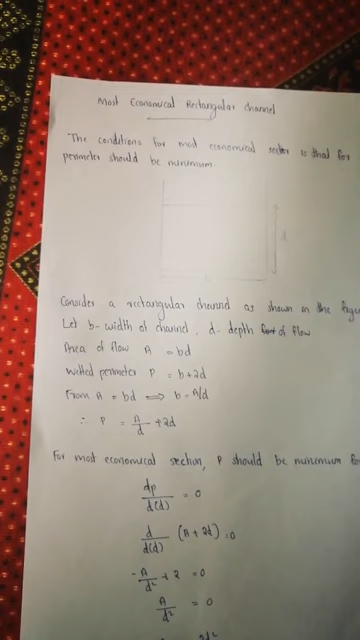 Most Economical Rectangular channel
The conditions for most economical section is that for
perimeter should be minimum.
d
Consider a rectangular channel as shown in the figure
Let b- width of channel, d- depth of flow
Area of flow A = bd
Wetted perimeter P = b+2d
From A = bd ⟹ b = A/d
∴ P = A/d + 2d
For most economical section, P should be minimum fo
dp/d(d) = 0
d/d(d) (A + 2d) = 0
-A/d² + 2 = 0
A/d² = 0
2d²